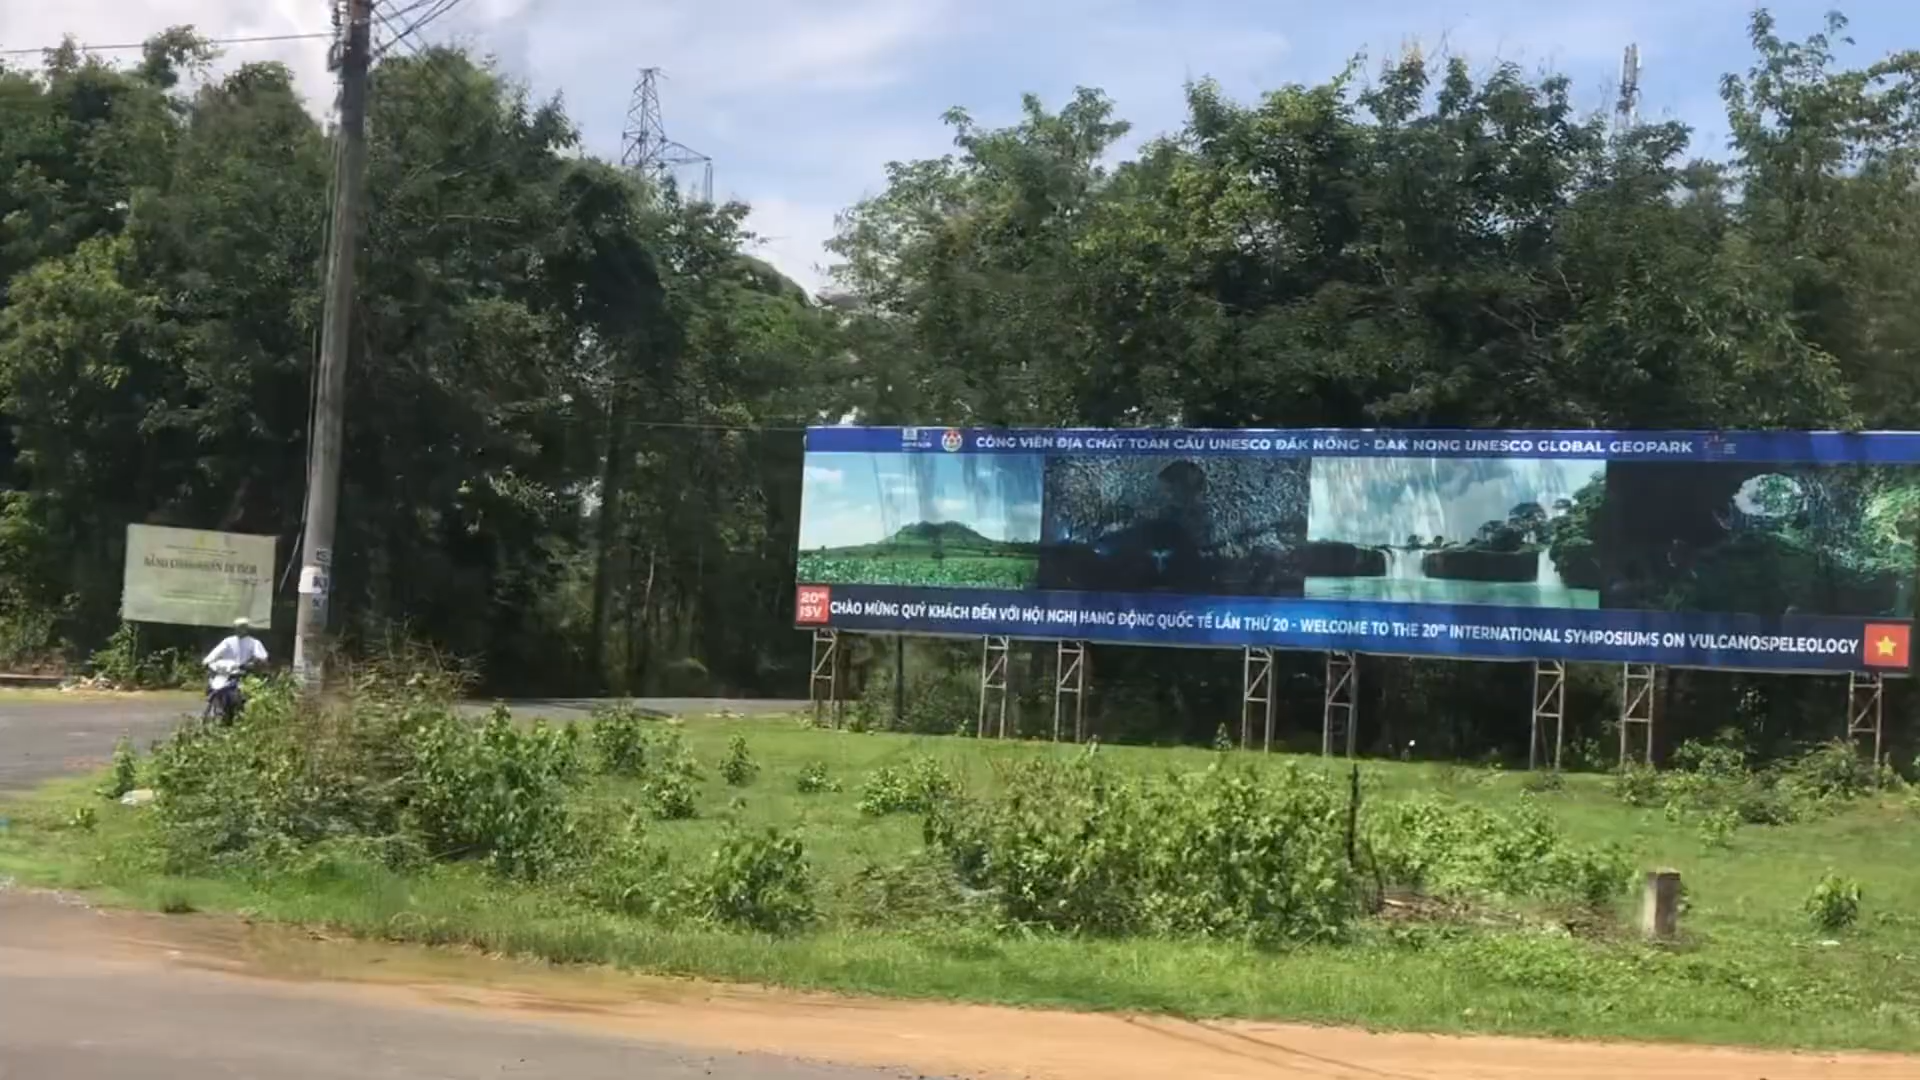 CÔNG VIÊN ĐỊA CHẤT TOÀN CẦU UNESCO ĐẮK NÔNG - DAK NONG UNESCO GLOBAL GEOPARK
20th
ISV
CHÀO MỪNG QUÝ KHÁCH ĐẾN VỚI HỘI NGHỊ HANG ĐỘNG QUỐC TẾ LẦN THỨ 20 - WELCOME TO THE 20th INTERNATIONAL SYMPOSIUMS ON VULCANOSPELEOLOGY